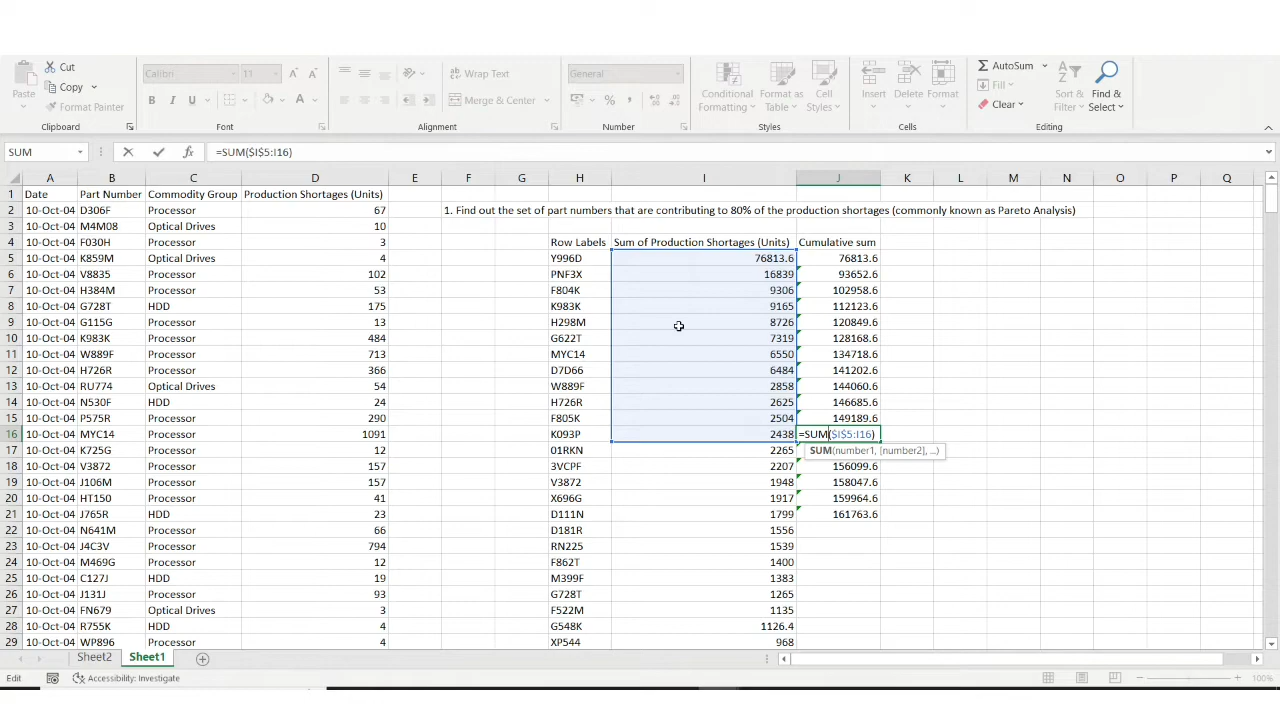 Cut
Copy
Paste
Format Painter
Calibri 11
B I U A
Wrap Text
Merge & Center
General
%
Conditional Formatting
Format as Table
Cell Styles
Insert
Delete
Format
AutoSum
Fill
Clear
Sort & Filter
Find & Select
Clipboard Font Alignment Number Styles Cells Editing
SUM fx =SUM($I$5:I16)
A B C D E F G H I J K L M N O P Q
1 Date Part Number Commodity Group Production Shortages (Units)
2 10-Oct-04 D306F Processor 67 1. Find out the set of part numbers that are contributing to 80% of the production shortages (commonly known as Pareto Analysis)
3 10-Oct-04 M4M08 Optical Drives 10
4 10-Oct-04 F030H Processor 3 Row Labels Sum of Production Shortages (Units) Cumulative sum
5 10-Oct-04 K859M Optical Drives 4 Y996D 76813.6 76813.6
6 10-Oct-04 V8835 Processor 102 PNF3X 16839 93652.6
7 10-Oct-04 H384M Processor 53 F804K 9306 102958.6
8 10-Oct-04 G728T HDD 175 K983K 9165 112123.6
9 10-Oct-04 G115G Processor 13 H298M 8726 120849.6
10 10-Oct-04 K983K Processor 484 G622T 7319 128168.6
11 10-Oct-04 W889F Processor 713 MYC14 6550 134718.6
12 10-Oct-04 H726R Processor 366 D7D66 6484 141202.6
13 10-Oct-04 RU774 Optical Drives 54 W889F 2858 144060.6
14 10-Oct-04 N530F HDD 24 H726R 2625 146685.6
15 10-Oct-04 P575R Processor 290 F805K 2504 149189.6
16 10-Oct-04 MYC14 Processor 1091 K093P 2438 =SUM($I$5:I16)
17 10-Oct-04 K725G Processor 12 01RKN 2265 SUM(number1, [number2], ...)
18 10-Oct-04 V3872 Processor 157 3VCPF 2207 156099.6
19 10-Oct-04 J106M Processor 157 V3872 1948 158047.6
20 10-Oct-04 HT150 Processor 41 X696G 1917 159964.6
21 10-Oct-04 J765R HDD 23 D111N 1799 161763.6
22 10-Oct-04 N641M Processor 66 D181R 1556
23 10-Oct-04 J4C3V Processor 794 RN225 1539
24 10-Oct-04 M469G Processor 12 F862T 1400
25 10-Oct-04 C127J HDD 19 M399F 1383
26 10-Oct-04 J131J Processor 93 G728T 1265
27 10-Oct-04 FN679 Optical Drives 3 F522M 1135
28 10-Oct-04 R755K HDD 4 G548K 1126.4
29 10-Oct-04 WP896 Processor 4 XP544 968
Sheet2 Sheet1
Edit Accessibility: Investigate 100%